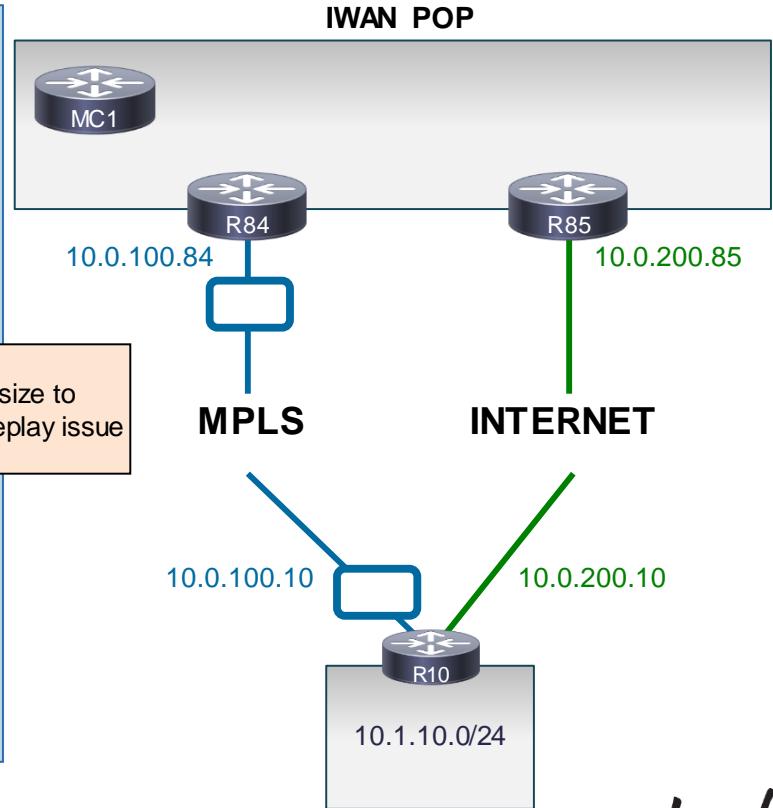 IWAN POP
MC1
R84
R85
10.0.100.84
10.0.200.85
size to
eplay issue
MPLS
INTERNET
10.0.100.10
10.0.200.10
R10
10.1.10.0/24